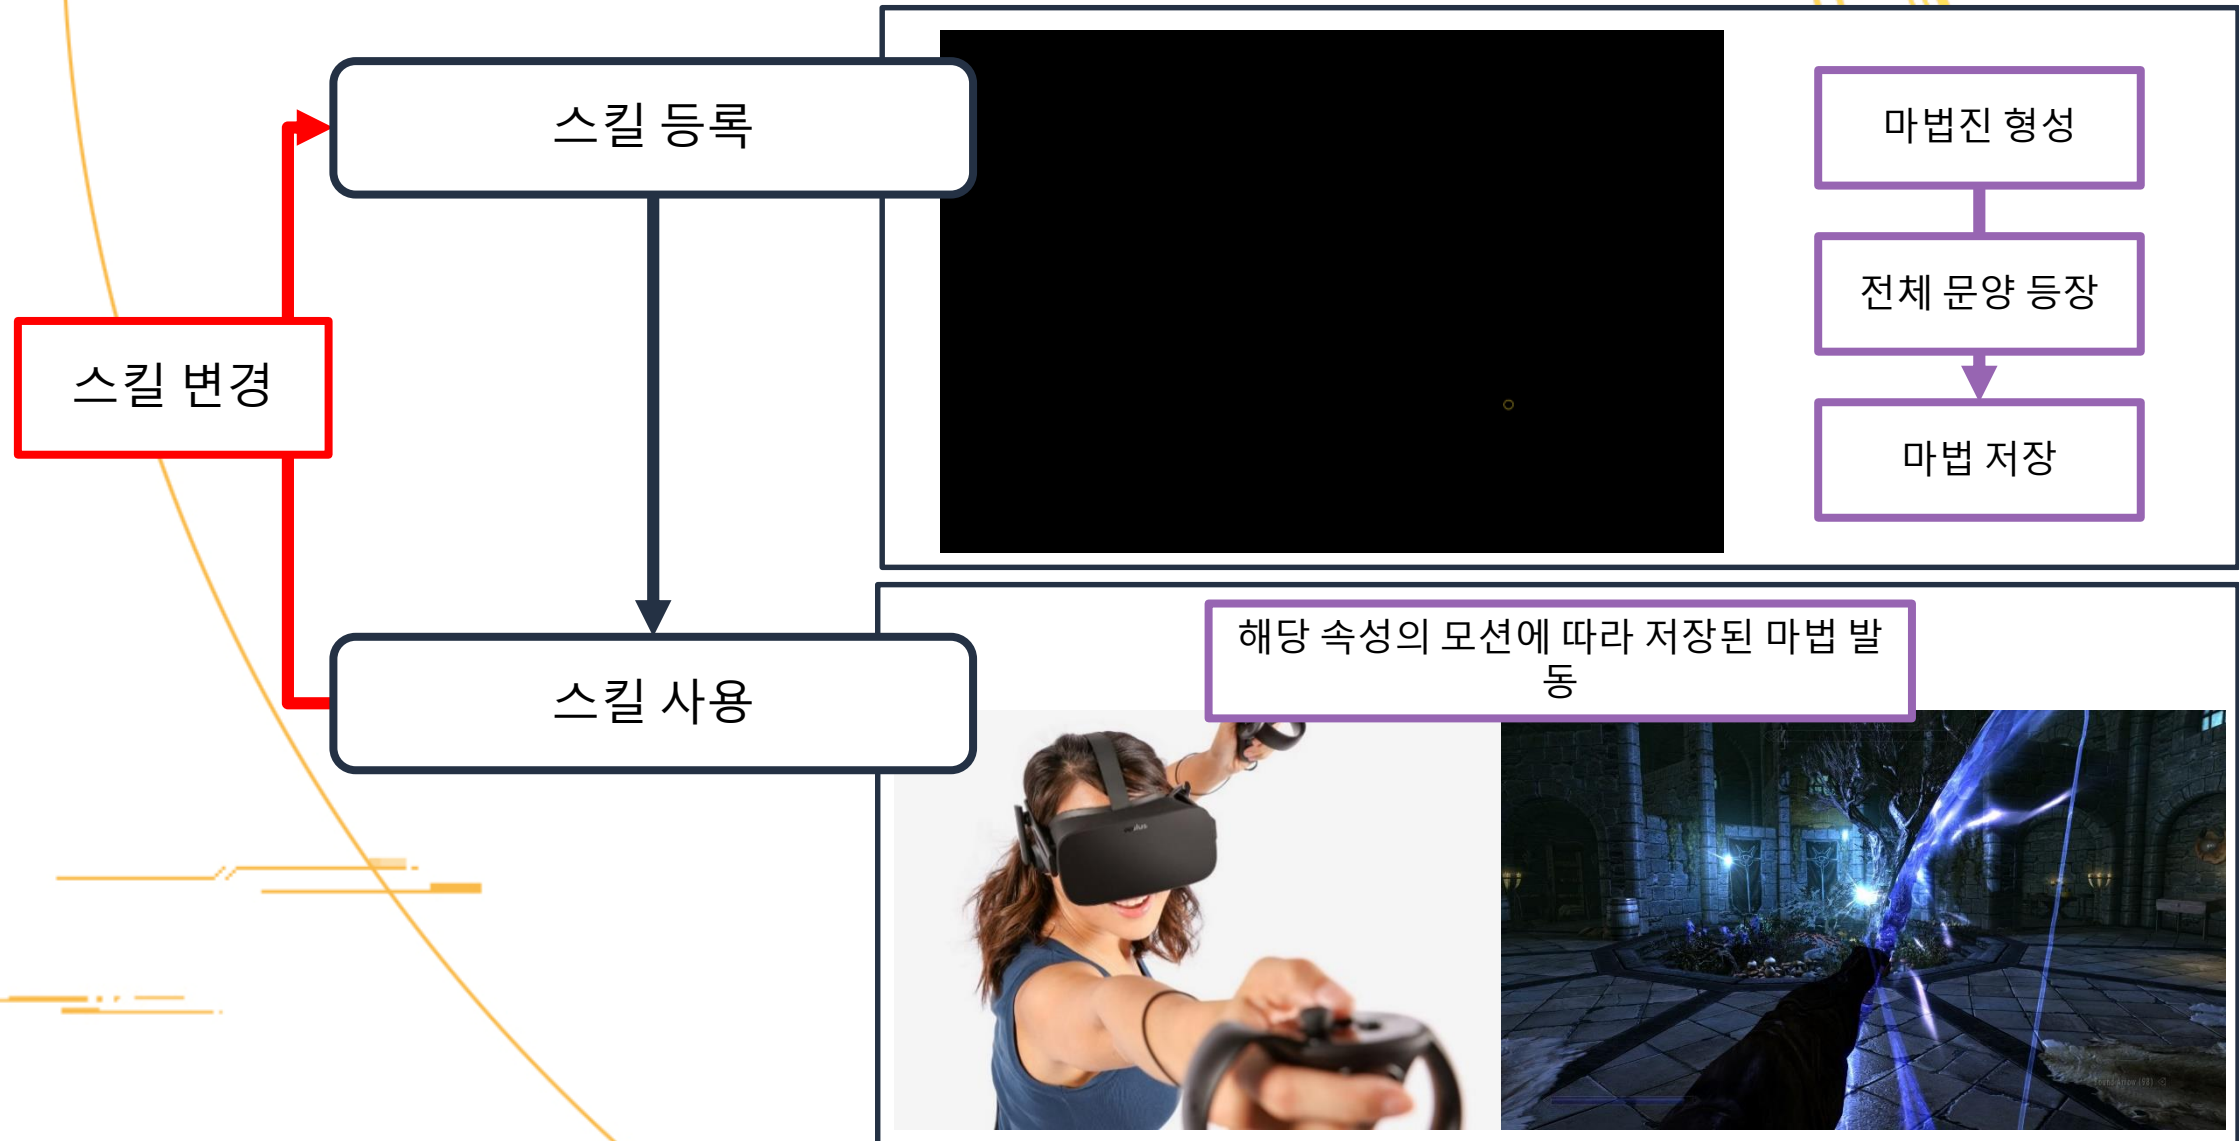 스킬 등록
마법진 형성
전체 문양 등장
스킬 변경
마법 저장
해당 속성의 모션에 따라 저장된 마법 발
동
스킬 사용